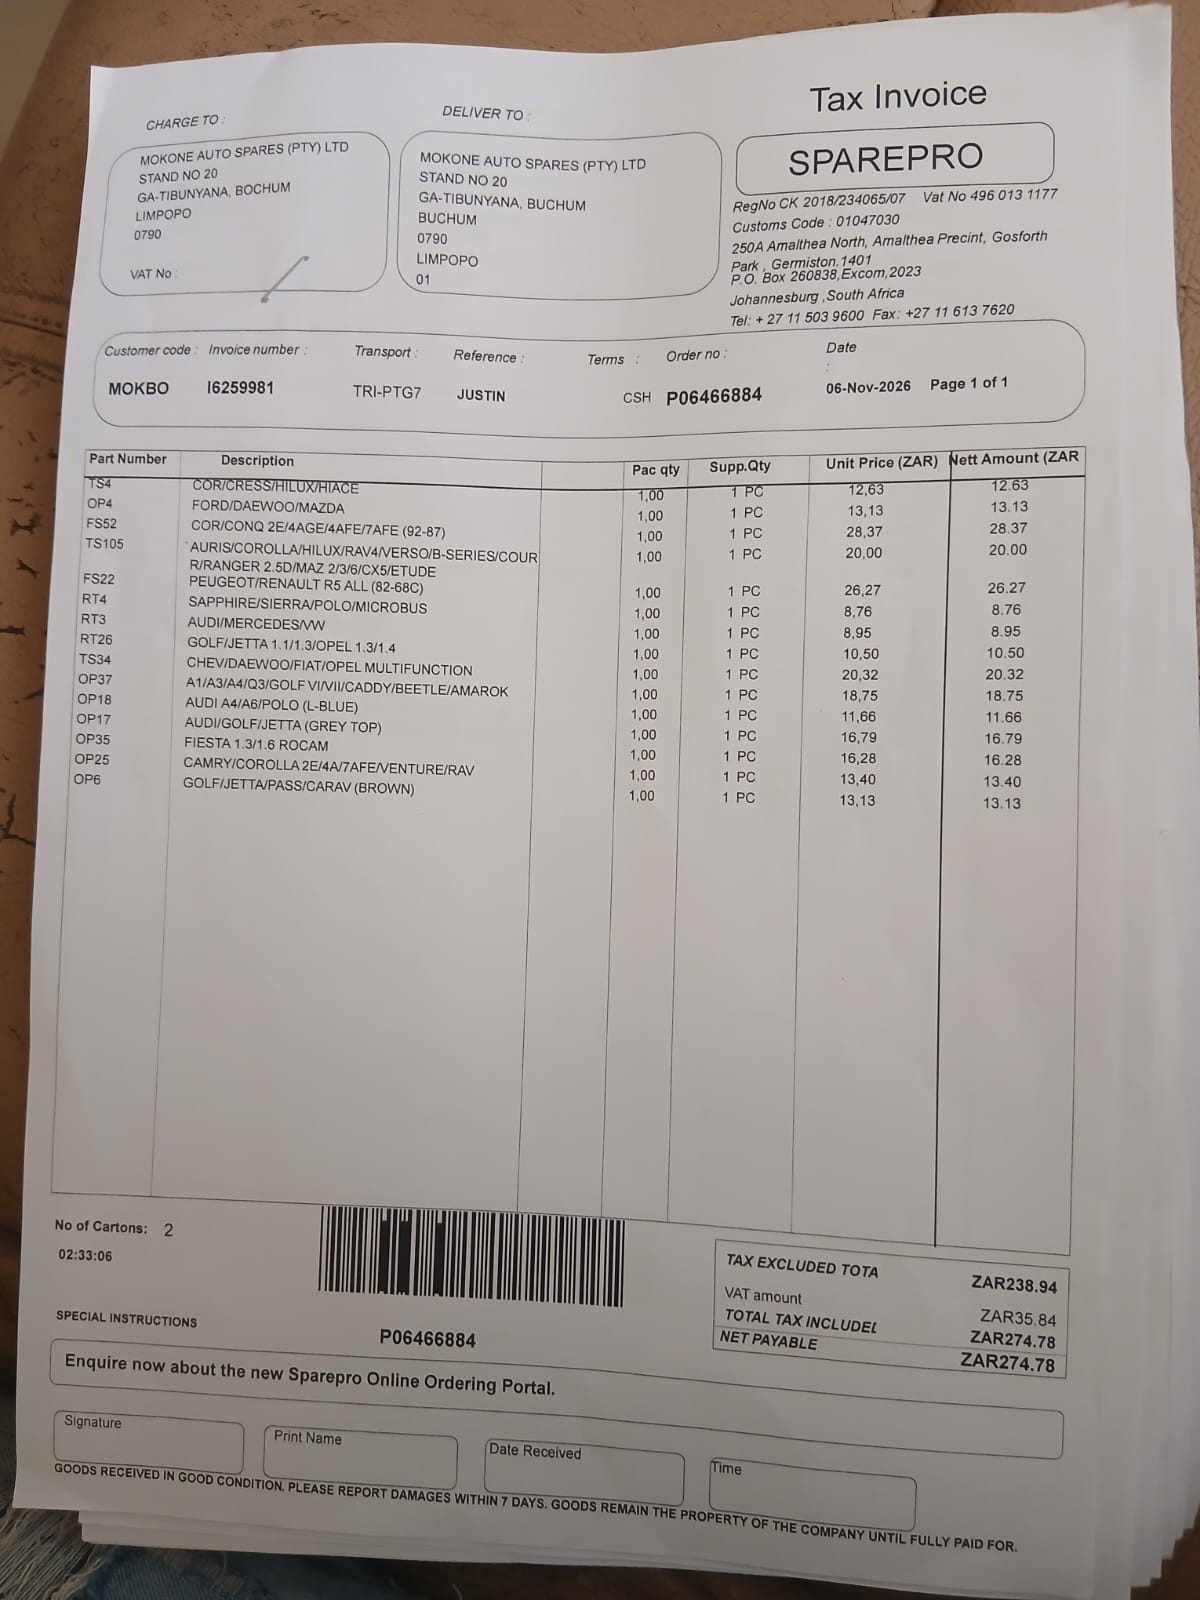 Tax Invoice
CHARGE TO :
MOKONE AUTO SPARES (PTY) LTD
STAND NO 20
GA-TIBUNYANA, BOCHUM
LIMPOPO
0790
VAT No :
DELIVER TO :
MOKONE AUTO SPARES (PTY) LTD
STAND NO 20
GA-TIBUNYANA, BUCHUM
BUCHUM
0790
LIMPOPO
01
SPAREPRO
RegNo CK 2018/234065/07 Vat No 496 013 1177
Customs Code : 01047030
250A Amalthea North, Amalthea Precint, Gosforth
Park , Germiston.1401
P.O. Box 260838,Excom,2023
Johannesburg ,South Africa
Tel: + 27 11 503 9600 Fax: +27 11 613 7620
Customer code : Invoice number : Transport : Reference : Terms : Order no : Date :
MOKBO I6259981 TRI-PTG7 JUSTIN CSH P06466884 06-Nov-2026 Page 1 of 1
Part Number Description Pac qty Supp.Qty Unit Price (ZAR) Nett Amount (ZAR
TS4 COR/CRESS/HILUX/HIACE 1,00 1 PC 12,63 12.63
OP4 FORD/DAEWOO/MAZDA 1,00 1 PC 13,13 13.13
FS52 COR/CONQ 2E/4AGE/4AFE/7AFE (92-87) 1,00 1 PC 28,37 28.37
TS105 AURIS/COROLLA/HILUX/RAV4/VERSO/B-SERIES/COUR 1,00 1 PC 20,00 20.00
R/RANGER 2.5D/MAZ 2/3/6/CX5/ETUDE
FS22 PEUGEOT/RENAULT R5 ALL (82-68C) 1,00 1 PC 26,27 26.27
RT4 SAPPHIRE/SIERRA/POLO/MICROBUS 1,00 1 PC 8,76 8.76
RT3 AUDI/MERCEDES/VW 1,00 1 PC 8,95 8.95
RT26 GOLF/JETTA 1.1/1.3/OPEL 1.3/1.4 1,00 1 PC 10,50 10.50
TS34 CHEV/DAEWOO/FIAT/OPEL MULTIFUNCTION 1,00 1 PC 20,32 20.32
OP37 A1/A3/A4/Q3/GOLF VI/VII/CADDY/BEETLE/AMAROK 1,00 1 PC 18,75 18.75
OP18 AUDI A4/A6/POLO (L-BLUE) 1,00 1 PC 11,66 11.66
OP17 AUDI/GOLF/JETTA (GREY TOP) 1,00 1 PC 16,79 16.79
OP35 FIESTA 1.3/1.6 ROCAM 1,00 1 PC 16,28 16.28
OP25 CAMRY/COROLLA 2E/4A/7AFE/VENTURE/RAV 1,00 1 PC 13,40 13.40
OP6 GOLF/JETTA/PASS/CARAV (BROWN) 1,00 1 PC 13,13 13.13
No of Cartons: 2
02:33:06
P06466884
TAX EXCLUDED TOTA ZAR238.94
VAT amount ZAR35.84
TOTAL TAX INCLUDEL ZAR274.78
NET PAYABLE ZAR274.78
SPECIAL INSTRUCTIONS
Enquire now about the new Sparepro Online Ordering Portal.
Signature Print Name Date Received Time
GOODS RECEIVED IN GOOD CONDITION. PLEASE REPORT DAMAGES WITHIN 7 DAYS. GOODS REMAIN THE PROPERTY OF THE COMPANY UNTIL FULLY PAID FOR.